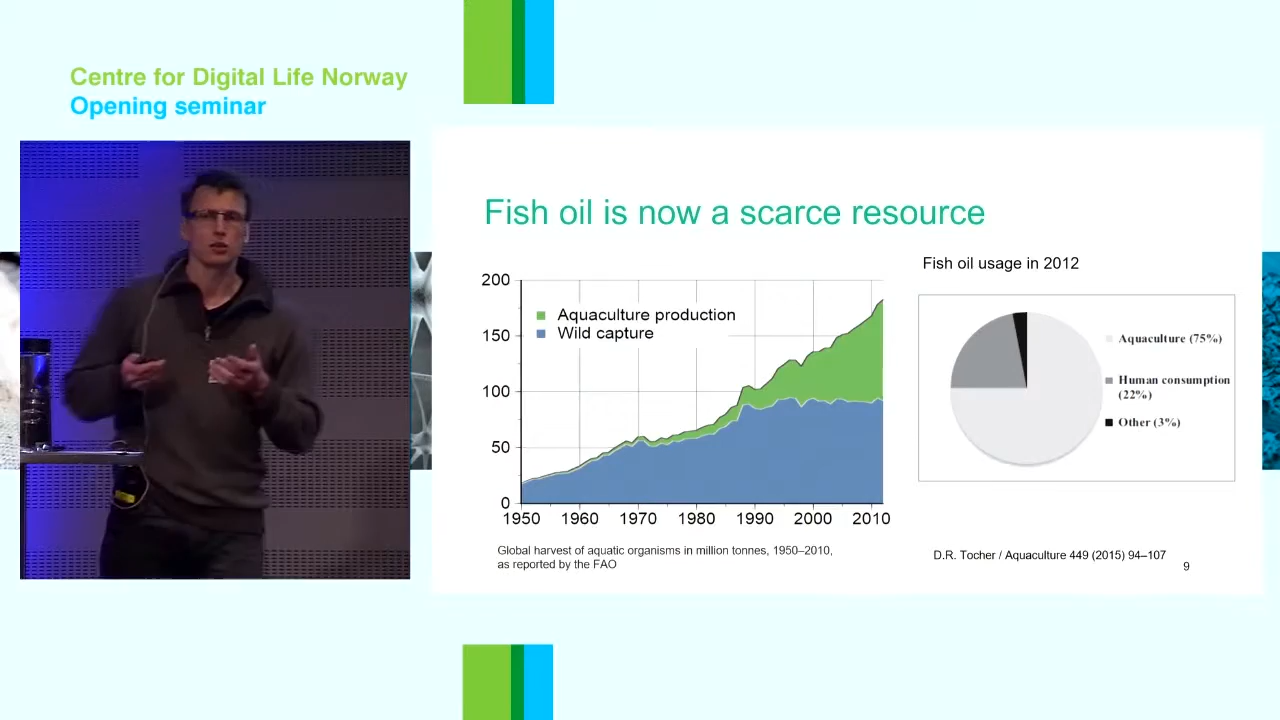 Centre for Digital Life Norway
Opening seminar
Fish oil is now a scarce resource
Fish oil usage in 2012
200
150
100
50
0
Aquaculture production
Wild capture
1950 1960 1970 1980 1990 2000 2010
Aquaculture (75%)
Human consumption
(22%)
Other (3%)
Global harvest of aquatic organisms in million tonnes, 1950–2010,
as reported by the FAO
D.R. Tocher / Aquaculture 449 (2015) 94–107
9